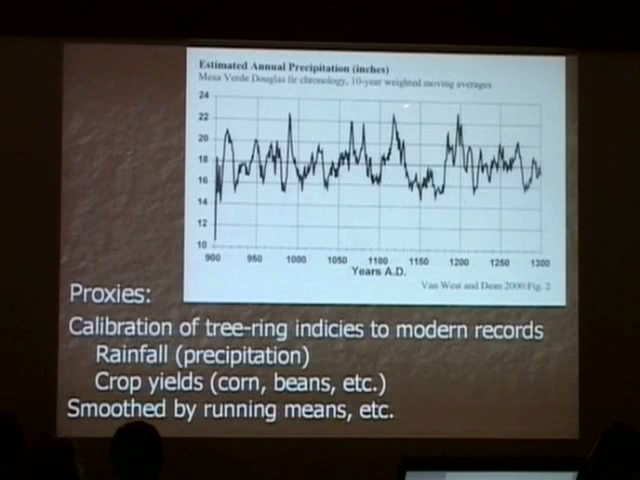 Estimated Annual Precipitation (inches)
Mesa Verde Douglas fir chronology, 10-year weighted moving averages
24
22
20
18
16
14
12
10
900 950 1000 1050 1100 1150 1200 1250 1300
Years A.D.
Van West and Dean 2000:Fig. 2
Proxies:
Calibration of tree-ring indicies to modern records
Rainfall (precipitation)
Crop yields (corn, beans, etc.)
Smoothed by running means, etc.